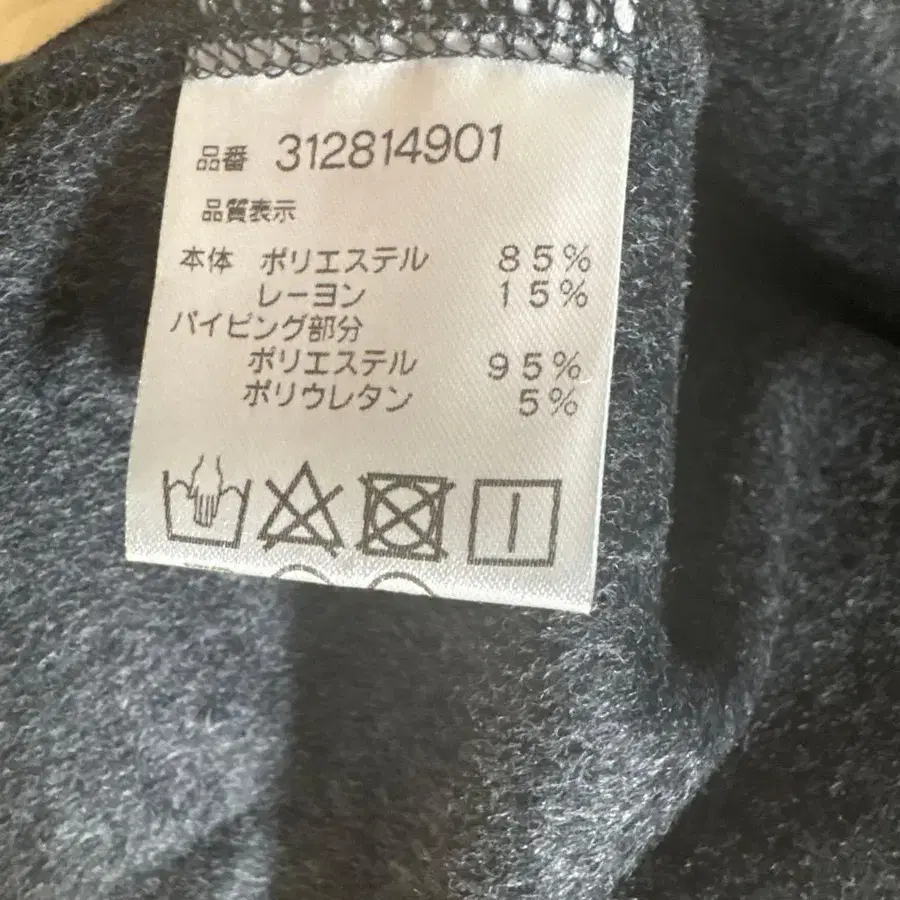 品番 312814901
品質表示
本体 ポリエステル 85%
レーヨン 15%
パイピング部分
ポリエステル 95%
ポリウレタン 5%